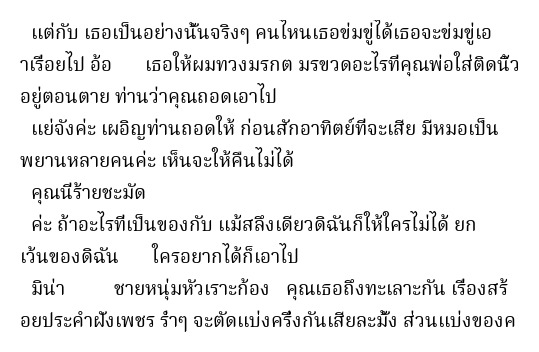 แต่กับ เธอเป็นอย่างนั้นจริงๆ คนไหนเธอข่มขู่ได้เธอจะข่มขู่เอ
าเรื่อยไป อ้อ เธอให้ผมทวงมรกต มรขวดอะไรที่คุณพ่อใส่ติดนิ้ว
อยู่ตอนตาย ท่านว่าคุณถอดเอาไป
แย่จังค่ะ เผอิญท่านถอดให้ ก่อนสักอาทิตย์ที่จะเสีย มีหมอเป็น
พยานหลายคนค่ะ เห็นจะให้คืนไม่ได้
คุณนี่ร้ายชะมัด
ค่ะ ถ้าอะไรที่เป็นของกับ แม้สลึงเดียวดิฉันก็ให้ใครไม่ได้ ยก
เว้นของดิฉัน ใครอยากได้ก็เอาไป
มิน่า ชายหนุ่มหัวเราะก้อง คุณเธอถึงทะเลาะกัน เรื่องสร้
อยประคำฝังเพชร ร่ำๆ จะตัดแบ่งครึ่งกันเสียละมั้ง ส่วนแบ่งของค